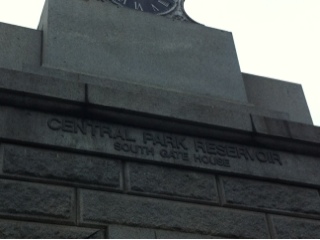 CENTRAL PARK RESERVOIR
SOUTH GATE HOUSE